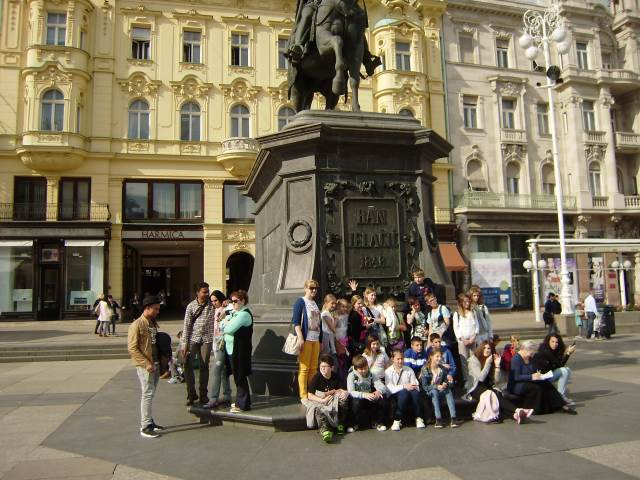 HARMICA
BAN
JELAČIĆ
1848.